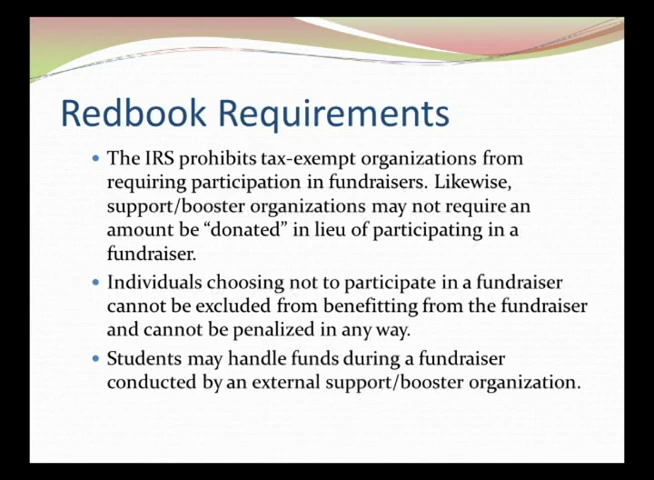 Redbook Requirements
• The IRS prohibits tax-exempt organizations from
requiring participation in fundraisers. Likewise,
support/booster organizations may not require an
amount be “donated” in lieu of participating in a
fundraiser.
• Individuals choosing not to participate in a fundraiser
cannot be excluded from benefitting from the fundraiser
and cannot be penalized in any way.
• Students may handle funds during a fundraiser
conducted by an external support/booster organization.